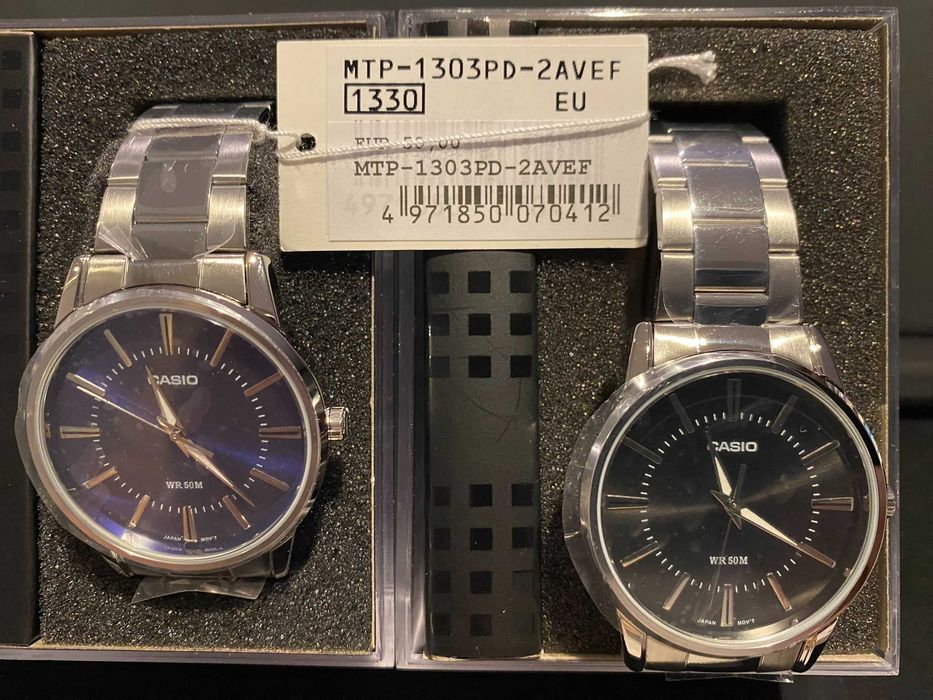 MTP-1303PD-2AVEF
1330 EU
MTP-1303PD-2AVEF
4 971850 070412
CASIO
WR 50M
JAPAN MOV'T
CASIO
WR 50M
JAPAN MOV'T